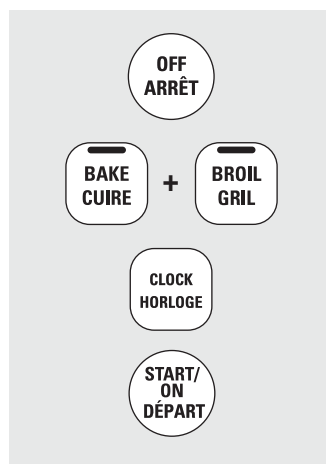 OFF
ARRÊT
BAKE
CUIRE
+
BROIL
GRIL
CLOCK
HORLOGE
START/
ON
DÉPART